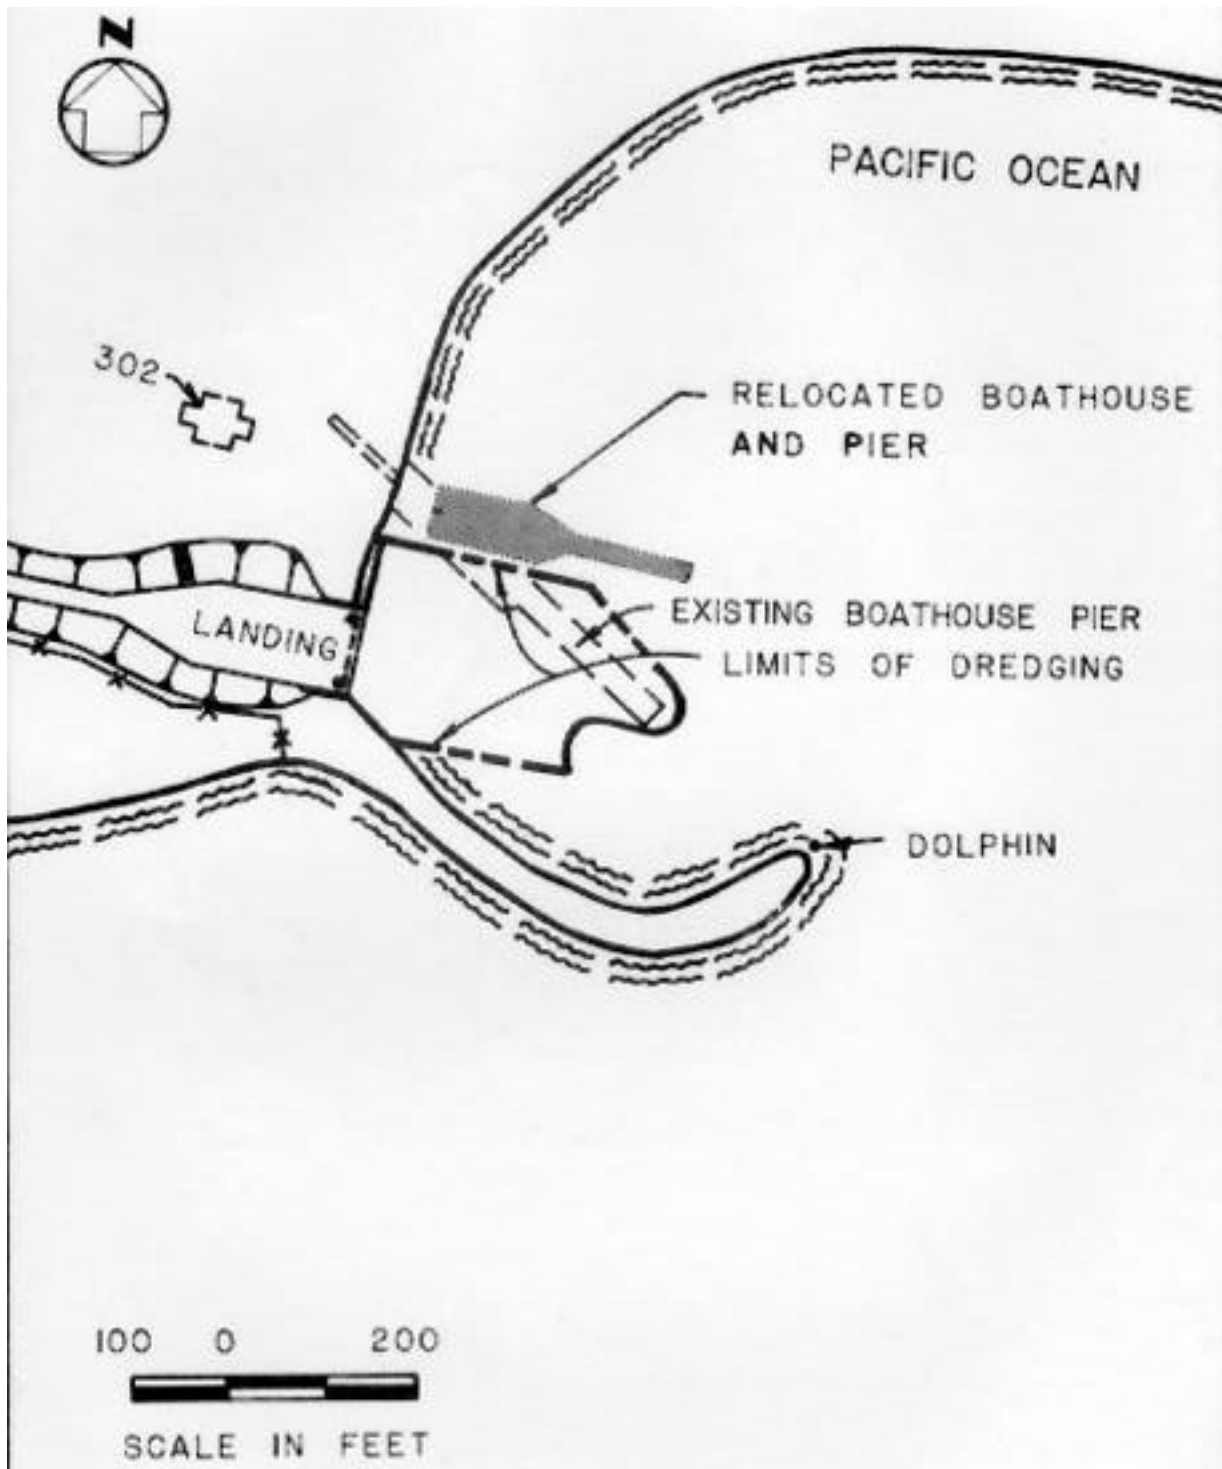 N
PACIFIC OCEAN
302
RELOCATED BOATHOUSE
AND PIER
LANDING
EXISTING BOATHOUSE PIER
LIMITS OF DREDGING
DOLPHIN
100 0 200
SCALE IN FEET